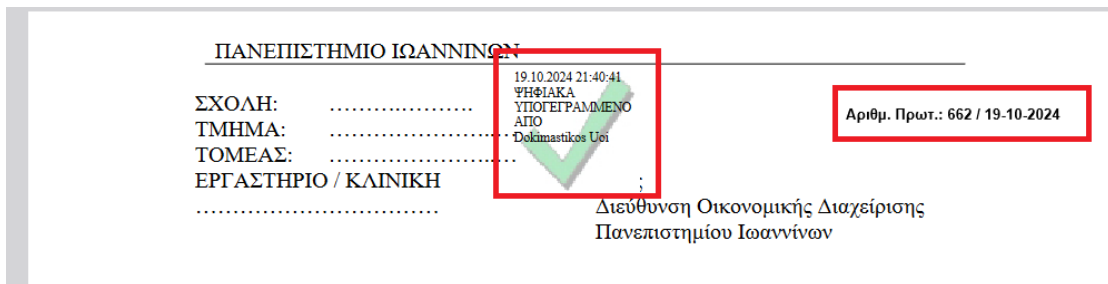 ΠΑΝΕΠΙΣΤΗΜΙΟ ΙΩΑΝΝΙΝΩΝ
19.10.2024 21:40:41
ΨΗΦΙΑΚΑ
ΥΠΟΓΕΓΡΑΜΜΕΝΟ
ΑΠΟ
Dokimastikos Uoi
Αριθμ. Πρωτ.: 662 / 19-10-2024
ΣΧΟΛΗ: ……….……….
ΤΜΗΜΑ: …………………..…
ΤΟΜΕΑΣ: …………………..…
ΕΡΓΑΣΤΗΡΙΟ / ΚΛΙΝΙΚΗ ;
……………………………
Διεύθυνση Οικονομικής Διαχείρισης
Πανεπιστημίου Ιωαννίνων